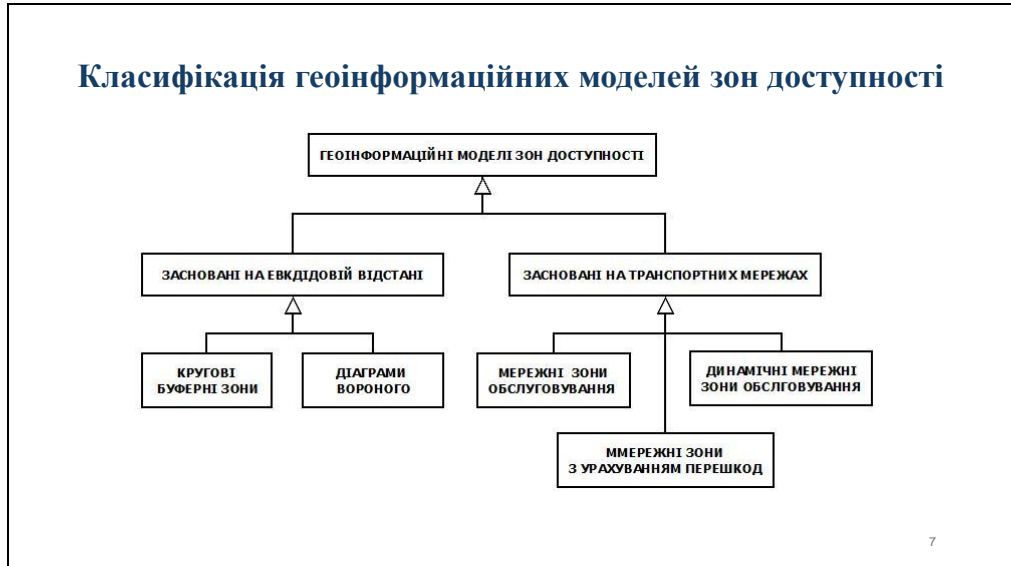 Класифікація геоінформаційних моделей зон доступності
ГЕОІНФОРМАЦІЙНІ МОДЕЛІ ЗОН ДОСТУПНОСТІ
ЗАСНОВАНІ НА ЕВКДІДОВІЙ ВІДСТАНІ
ЗАСНОВАНІ НА ТРАНСПОРТНИХ МЕРЕЖАХ
КРУГОВІ
БУФЕРНІ ЗОНИ
ДІАГРАМИ
ВОРОНОГО
МЕРЕЖНІ ЗОНИ
ОБСЛУГОВУВАННЯ
ДИНАМІЧНІ МЕРЕЖНІ
ЗОНИ ОБСЛГОВУВАННЯ
ММЕРЕЖНІ ЗОНИ
З УРАХУВАННЯМ ПЕРЕШКОД
7